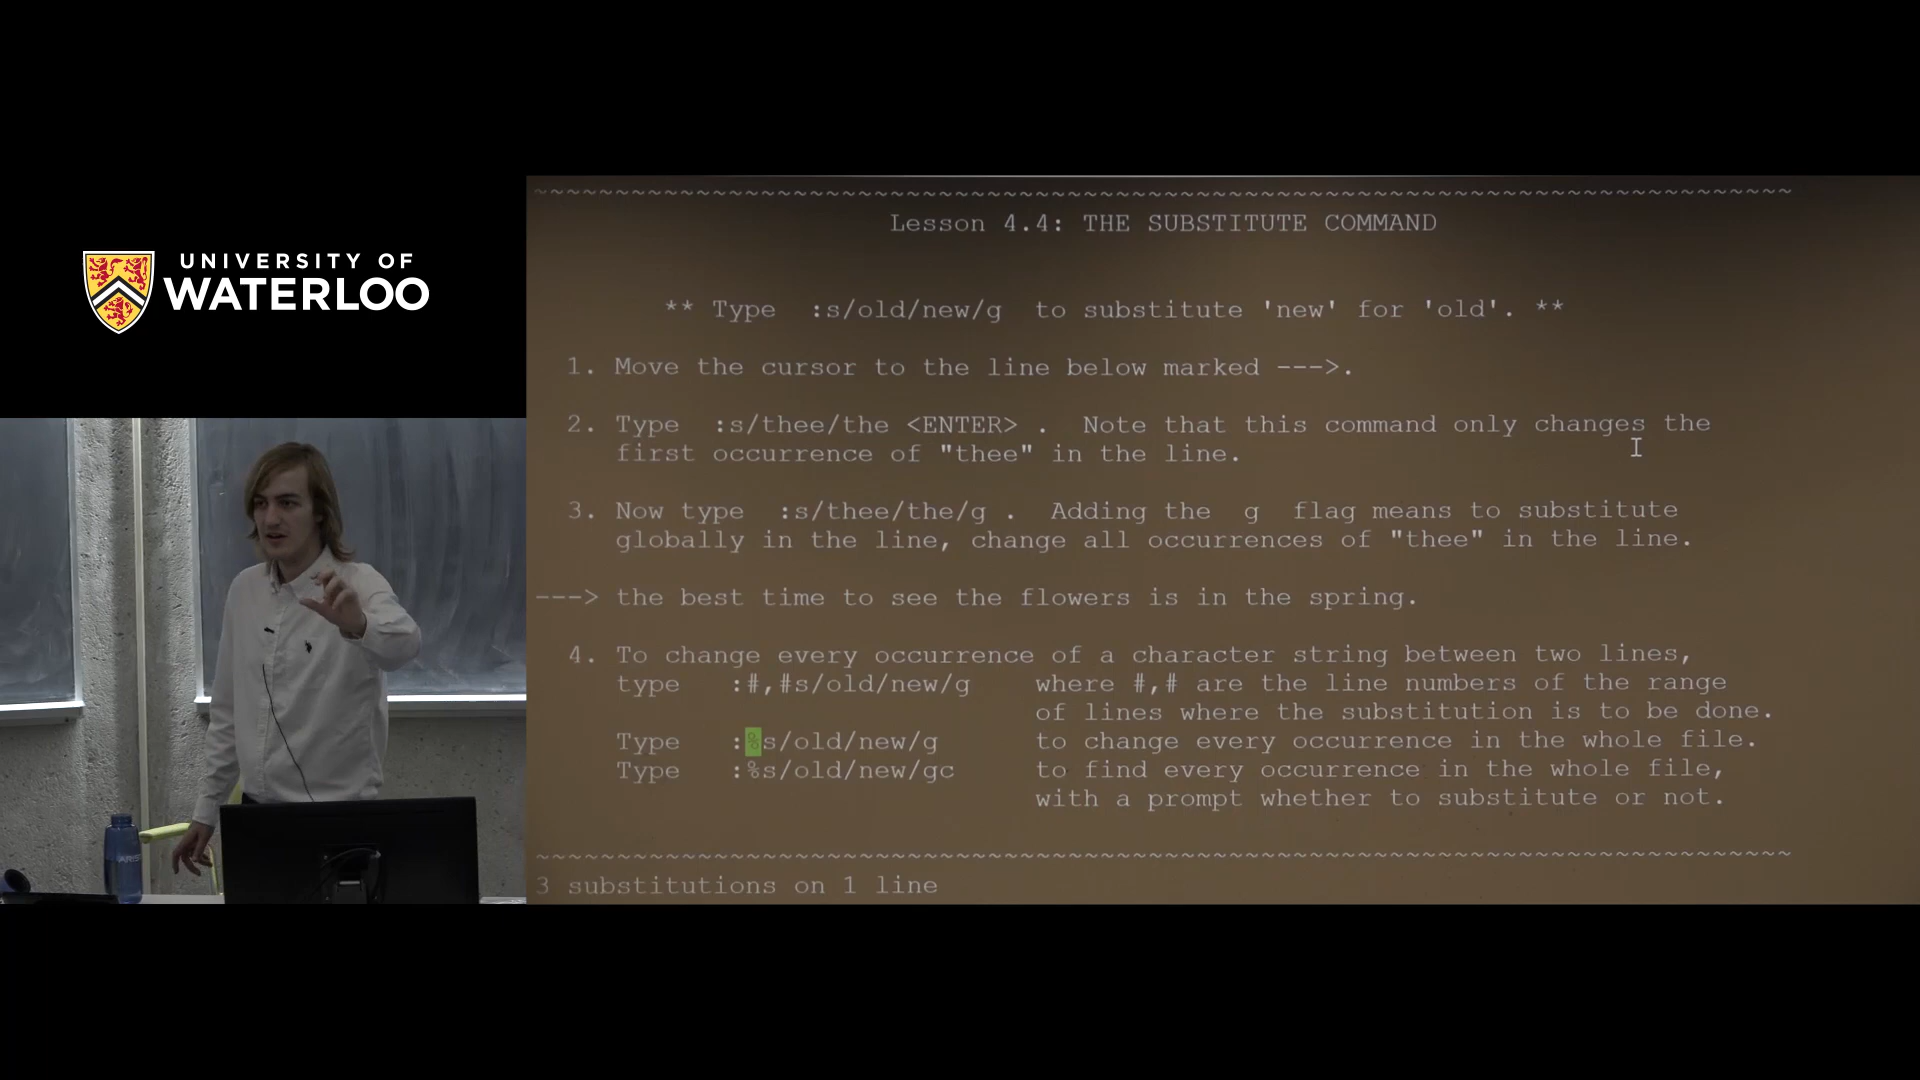 UNIVERSITY OF
WATERLOO
~~~~~~~~~~~~~~~~~~~~~~~~~~~~~~~~~~~~~~~~~~~~~~~~~~~~~~~~~~~~~~~~~~~~~~~~~~~~~~
Lesson 4.4: THE SUBSTITUTE COMMAND
** Type :s/old/new/g to substitute 'new' for 'old'. **
1. Move the cursor to the line below marked --->.
2. Type :s/thee/the <ENTER> . Note that this command only changes the
first occurrence of "thee" in the line.
3. Now type :s/thee/the/g . Adding the g flag means to substitute
globally in the line, change all occurrences of "thee" in the line.
---> the best time to see the flowers is in the spring.
4. To change every occurrence of a character string between two lines,
type :#,#s/old/new/g where #,# are the line numbers of the range
of lines where the substitution is to be done.
Type :%s/old/new/g to change every occurrence in the whole file.
Type :%s/old/new/gc to find every occurrence in the whole file,
with a prompt whether to substitute or not.
~~~~~~~~~~~~~~~~~~~~~~~~~~~~~~~~~~~~~~~~~~~~~~~~~~~~~~~~~~~~~~~~~~~~~~~~~~~~~~
3 substitutions on 1 line